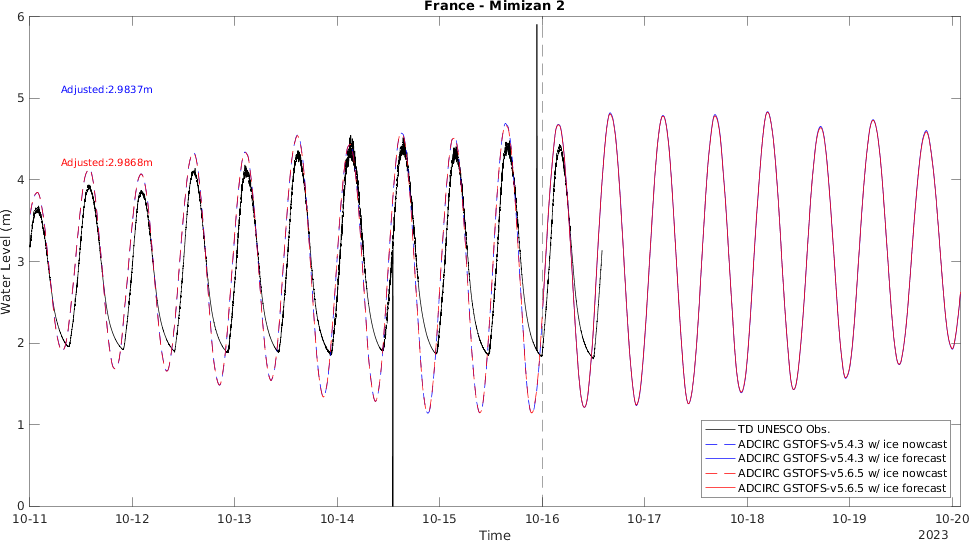 France - Mimizan 2
6
5
4
3
2
1
0
Water Level (m)
Adjusted:2.9837m
Adjusted:2.9868m
TD UNESCO Obs.
ADCIRC GSTOFS-v5.4.3 w/ ice nowcast
ADCIRC GSTOFS-v5.4.3 w/ ice forecast
ADCIRC GSTOFS-v5.6.5 w/ ice nowcast
ADCIRC GSTOFS-v5.6.5 w/ ice forecast
10-11 10-12 10-13 10-14 10-15 10-16 10-17 10-18 10-19 10-20
Time
2023